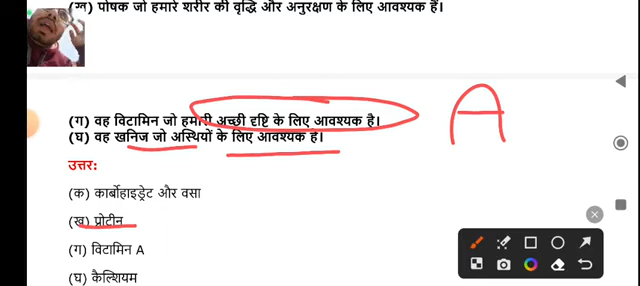 (ख) पोषक जो हमारे शरीर की वृद्धि और अनुरक्षण के लिए आवश्यक हैं।
(ग) वह विटामिन जो हमारी अच्छी दृष्टि के लिए आवश्यक है।
(घ) वह खनिज जो अस्थियों के लिए आवश्यक है।
A
उत्तर:
(क) कार्बोहाइड्रेट और वसा
(ख) प्रोटीन
(ग) विटामिन A
(घ) कैल्शियम